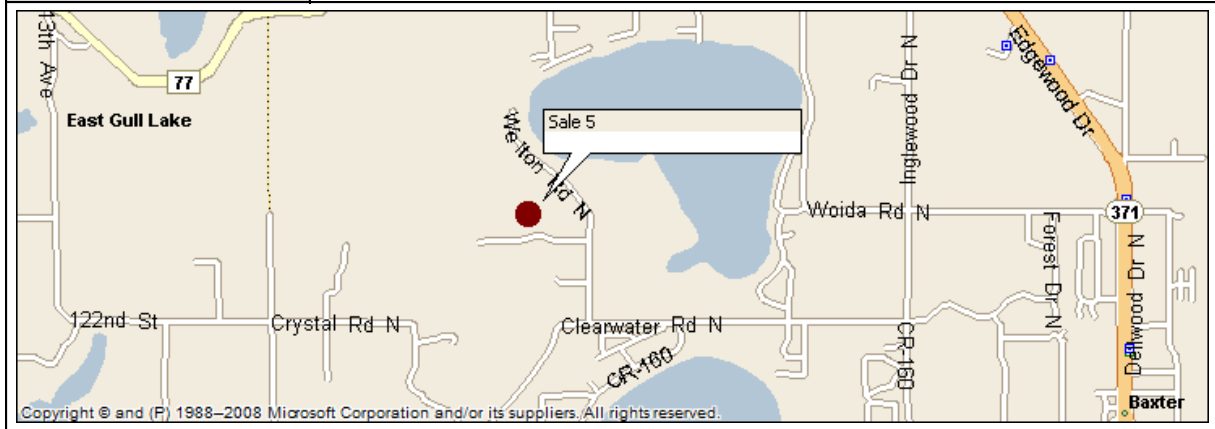 13th Ave
77
East Gull Lake
Welton Rd N
Sale 5
N Inglewood Dr
Edgewood Dr
Woida Rd N
371
Forest Dr N
Dellwood Dr N
122nd St
Crystal Rd N
Clearwater Rd N
CR-160
CR-160
Baxter
Copyright © and (P) 1988–2008 Microsoft Corporation and/or its suppliers. All rights reserved.